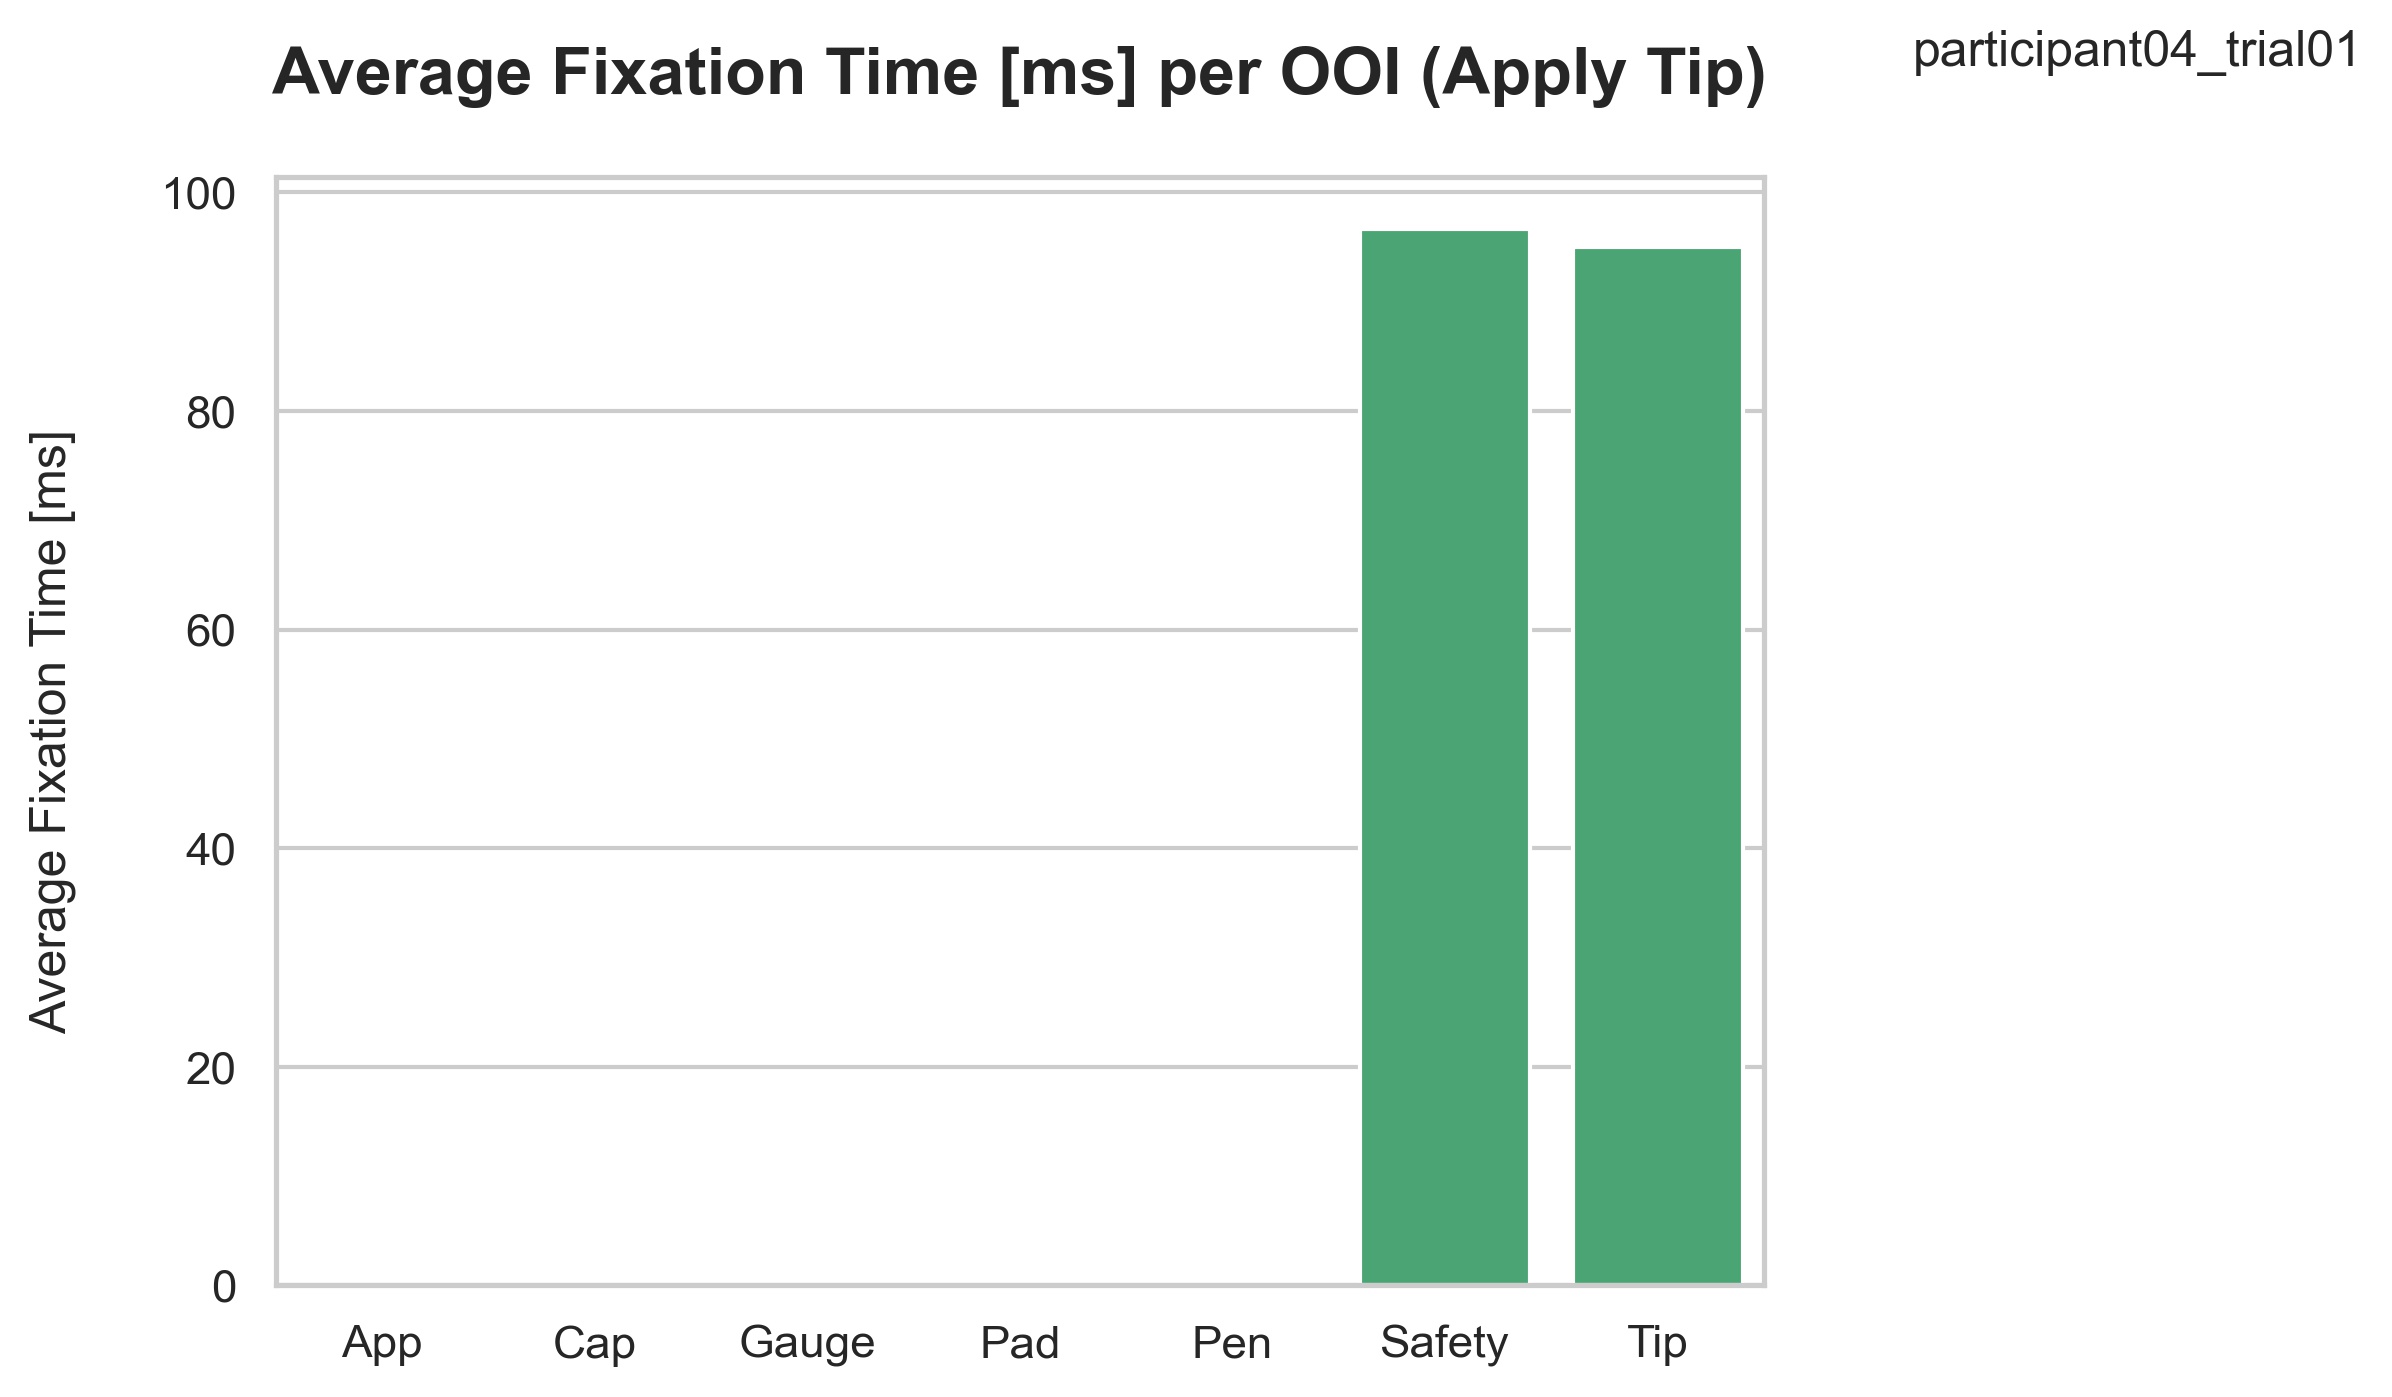 participant04_trial01
Average Fixation Time [ms] per OOI (Apply Tip)
Average Fixation Time [ms]
100
80
60
40
20
0
App Cap Gauge Pad Pen Safety Tip